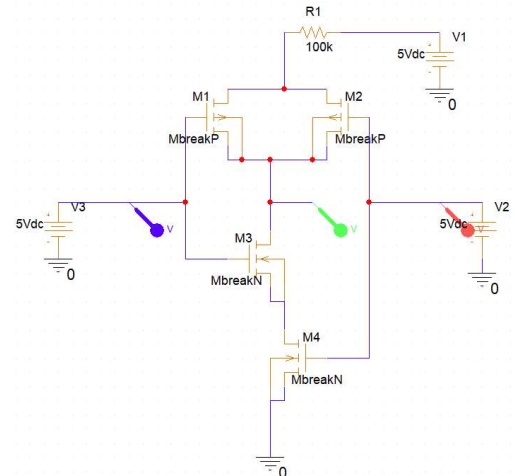 R1
100k
V1
5Vdc
0
M1
M2
MbreakP
MbreakP
V3
5Vdc
0
V
V
V2
5Vdc
V
0
M3
MbreakN
M4
MbreakN
0